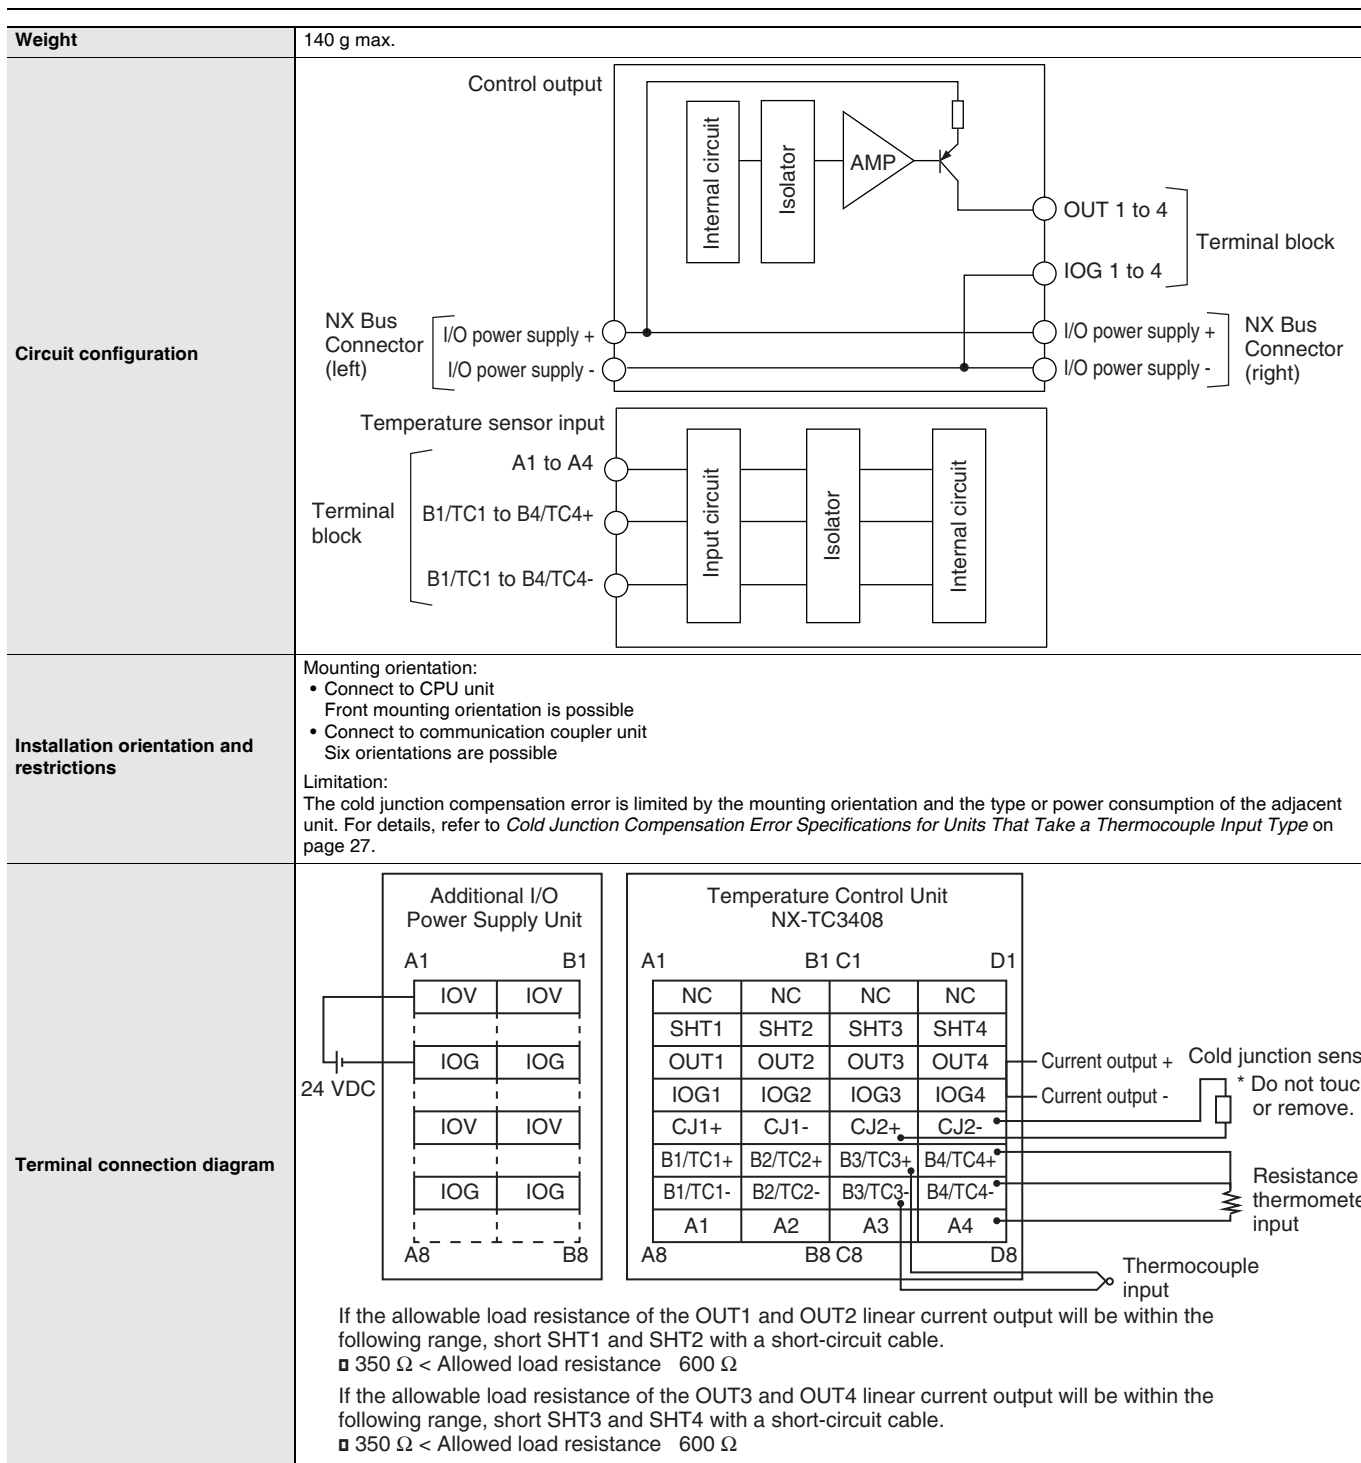 Weight
140 g max.
Circuit configuration
Control output
Internal circuit
Isolator
AMP
OUT 1 to 4
IOG 1 to 4
Terminal block
NX Bus
Connector
(left)
I/O power supply +
I/O power supply -
I/O power supply +
I/O power supply -
NX Bus
Connector
(right)
Temperature sensor input
Terminal
block
A1 to A4
B1/TC1 to B4/TC4+
B1/TC1 to B4/TC4-
Input circuit
Isolator
Internal circuit
Installation orientation and
restrictions
Mounting orientation:
• Connect to CPU unit
Front mounting orientation is possible
• Connect to communication coupler unit
Six orientations are possible
Limitation:
The cold junction compensation error is limited by the mounting orientation and the type or power consumption of the adjacent
unit. For details, refer to Cold Junction Compensation Error Specifications for Units That Take a Thermocouple Input Type on
page 27.
Terminal connection diagram
Additional I/O
Power Supply Unit
A1 B1
IOV IOV
IOG IOG
IOV IOV
IOG IOG
A8 B8
24 VDC
Temperature Control Unit
NX-TC3408
A1 B1 C1 D1
NC NC NC NC
SHT1 SHT2 SHT3 SHT4
OUT1 OUT2 OUT3 OUT4
IOG1 IOG2 IOG3 IOG4
CJ1+ CJ1- CJ2+ CJ2-
B1/TC1+ B2/TC2+ B3/TC3+ B4/TC4+
B1/TC1- B2/TC2- B3/TC3- B4/TC4-
A1 A2 A3 A4
A8 B8 C8 D8
Current output +
Current output -
Cold junction sens
* Do not touc
or remove.
Resistance
thermomete
input
Thermocouple
input
If the allowable load resistance of the OUT1 and OUT2 linear current output will be within the
following range, short SHT1 and SHT2 with a short-circuit cable.
350 Ω < Allowed load resistance 600 Ω
If the allowable load resistance of the OUT3 and OUT4 linear current output will be within the
following range, short SHT3 and SHT4 with a short-circuit cable.
350 Ω < Allowed load resistance 600 Ω